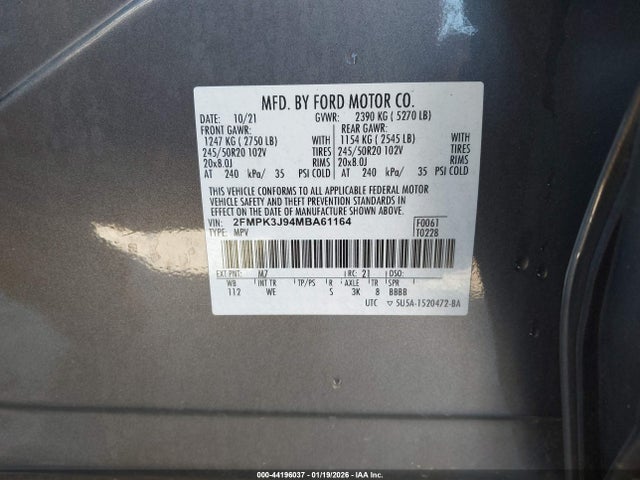 MFD. BY FORD MOTOR CO.
DATE: 10/21 GVWR: 2390 KG ( 5270 LB)
FRONT GAWR: REAR GAWR:
1247 KG ( 2750 LB) WITH 1154 KG ( 2545 LB) WITH
245/50R20 102V TIRES 245/50R20 102V TIRES
20x8.0J RIMS 20x8.0J RIMS
AT 240 kPa/ 35 PSI COLD AT 240 kPa/ 35 PSI COLD
THIS VEHICLE CONFORMS TO ALL APPLICABLE FEDERAL MOTOR
VEHICLE SAFETY AND THEFT PREVENTION STANDARDS IN
EFFECT ON THE DATE OF MANUFACTURE SHOWN ABOVE.
VIN: 2FMPK3J94MBA61164 F0061
TYPE: MPV T0228
EXT PNT: M7 RC: 21 DSO:
WB INT TR TP/PS R AXLE TR SPR
112 WE S 3K 8 BBBB
UTC ▽ 5U5A-1520472-BA
000-44196037 - 01/19/2026 - IAA Inc.